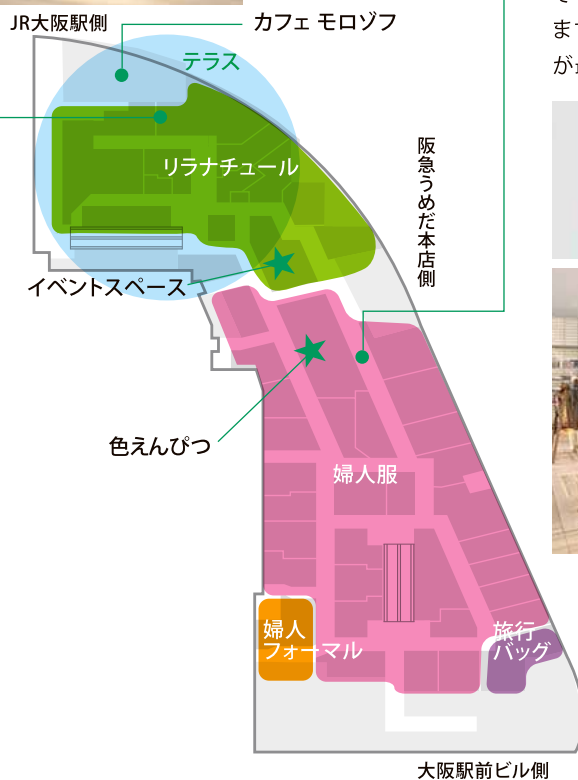 JR大阪駅側
カフェ モロゾフ
テラス
リラナチュール
阪急うめだ本店側
イベントスペース
色えんぴつ
婦人服
婦人
フォーマル
旅行
バッグ
大阪駅前ビル側
ます